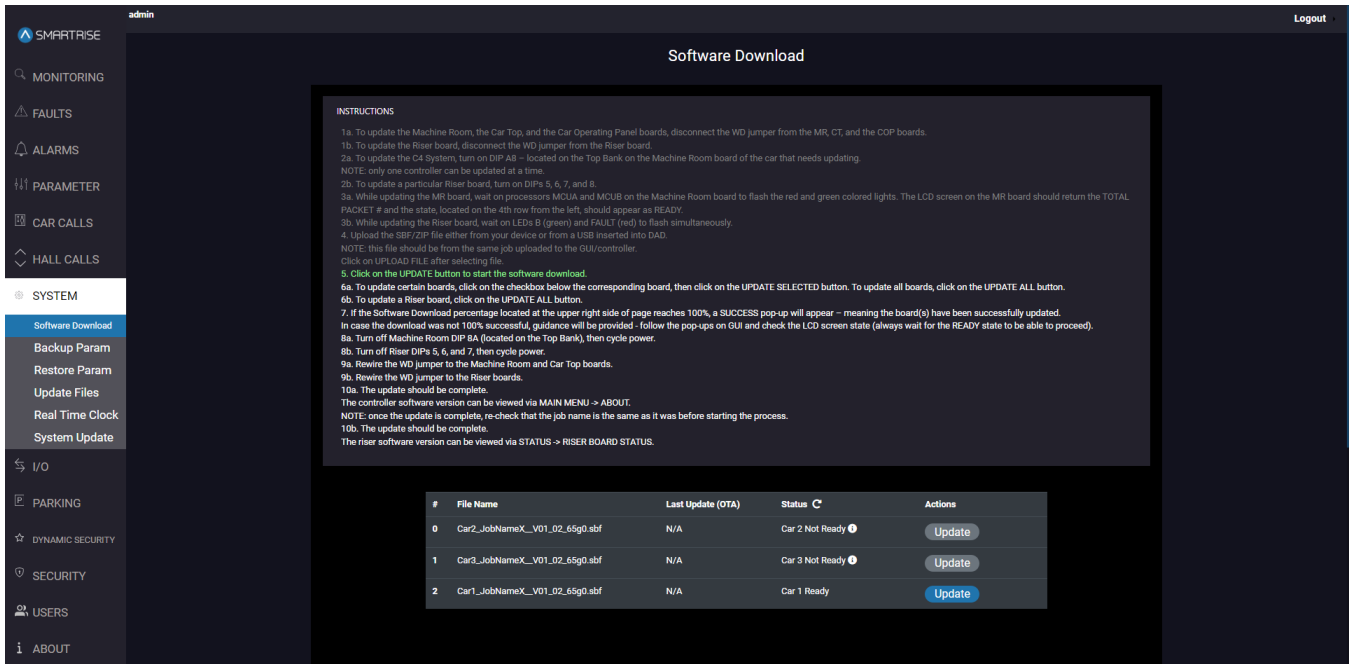 admin
Logout
SMARTRISE
MONITORING
FAULTS
ALARMS
PARAMETER
CAR CALLS
HALL CALLS
SYSTEM
Software Download
Backup Param
Restore Param
Update Files
Real Time Clock
System Update
I/O
PARKING
DYNAMIC SECURITY
SECURITY
USERS
ABOUT
Software Download
INSTRUCTIONS
1a. To update the Machine Room, the Car Top, and the Car Operating Panel boards, disconnect the WD jumper from the MR, CT, and the COP boards.
1b. To update the Riser board, disconnect the WD jumper from the Riser board.
2a. To update the C4 System, turn on DIP A8 – located on the Top Bank on the Machine Room board of the car that needs updating.
NOTE: only one controller can be updated at a time.
2b. To update a particular Riser board, turn on DIPs 5, 6, 7, and 8.
3a. While updating the MR board, wait on processors MCUA and MCUB on the Machine Room board to flash the red and green colored lights. The LCD screen on the MR board should return the TOTAL
PACKET # and the state, located on the 4th row from the left, should appear as READY.
3b. While updating the Riser board, wait on LEDs B (green) and FAULT (red) to flash simultaneously.
4. Upload the SBF/ZIP file either from your device or from a USB inserted into DAD.
NOTE: this file should be from the same job uploaded to the GUI/controller.
Click on UPLOAD FILE after selecting file.
5. Click on the UPDATE button to start the software download.
6a. To update certain boards, click on the checkbox below the corresponding board, then click on the UPDATE SELECTED button. To update all boards, click on the UPDATE ALL button.
6b. To update a Riser board, click on the UPDATE ALL button.
7. If the Software Download percentage located at the upper right side of page reaches 100%, a SUCCESS pop-up will appear – meaning the board(s) have been successfully updated.
In case the download was not 100% successful, guidance will be provided - follow the pop-ups on GUI and check the LCD screen state (always wait for the READY state to be able to proceed).
8a. Turn off Machine Room DIP 8A (located on the Top Bank), then cycle power.
8b. Turn off Riser DIPs 5, 6, and 7, then cycle power.
9a. Rewire the WD jumper to the Machine Room and Car Top boards.
9b. Rewire the WD jumper to the Riser boards.
10a. The update should be complete.
The controller software version can be viewed via MAIN MENU -> ABOUT.
NOTE: once the update is complete, re-check that the job name is the same as it was before starting the process.
10b. The update should be complete.
The riser software version can be viewed via STATUS -> RISER BOARD STATUS.
# File Name Last Update (OTA) Status Actions
0 Car2_JobNameX__V01_02_65g0.sbf N/A Car 2 Not Ready Update
1 Car3_JobNameX__V01_02_65g0.sbf N/A Car 3 Not Ready Update
2 Car1_JobNameX__V01_02_65g0.sbf N/A Car 1 Ready Update